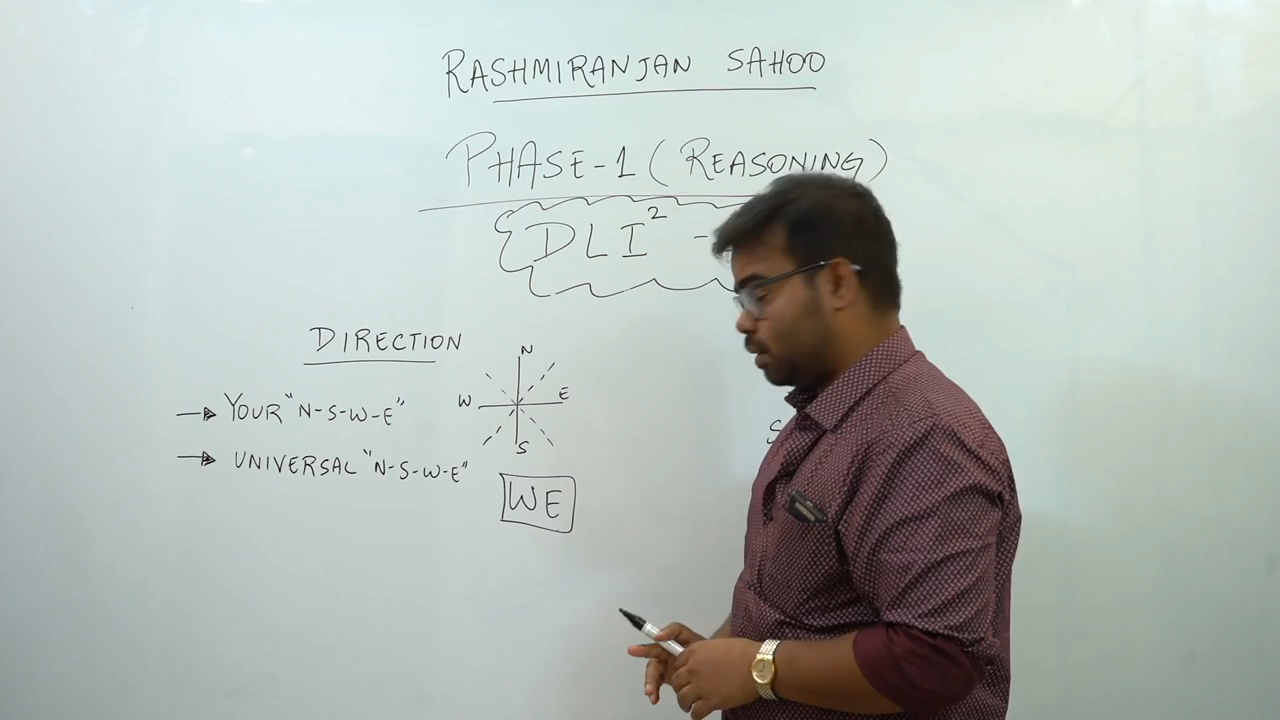 RASHMIRANJAN SAHOO
PHASE-1 (REASONING)
DLI² -
DIRECTION
→ YOUR "N-S-W-E"
→ UNIVERSAL "N-S-W-E"
N
W E
S
WE
S